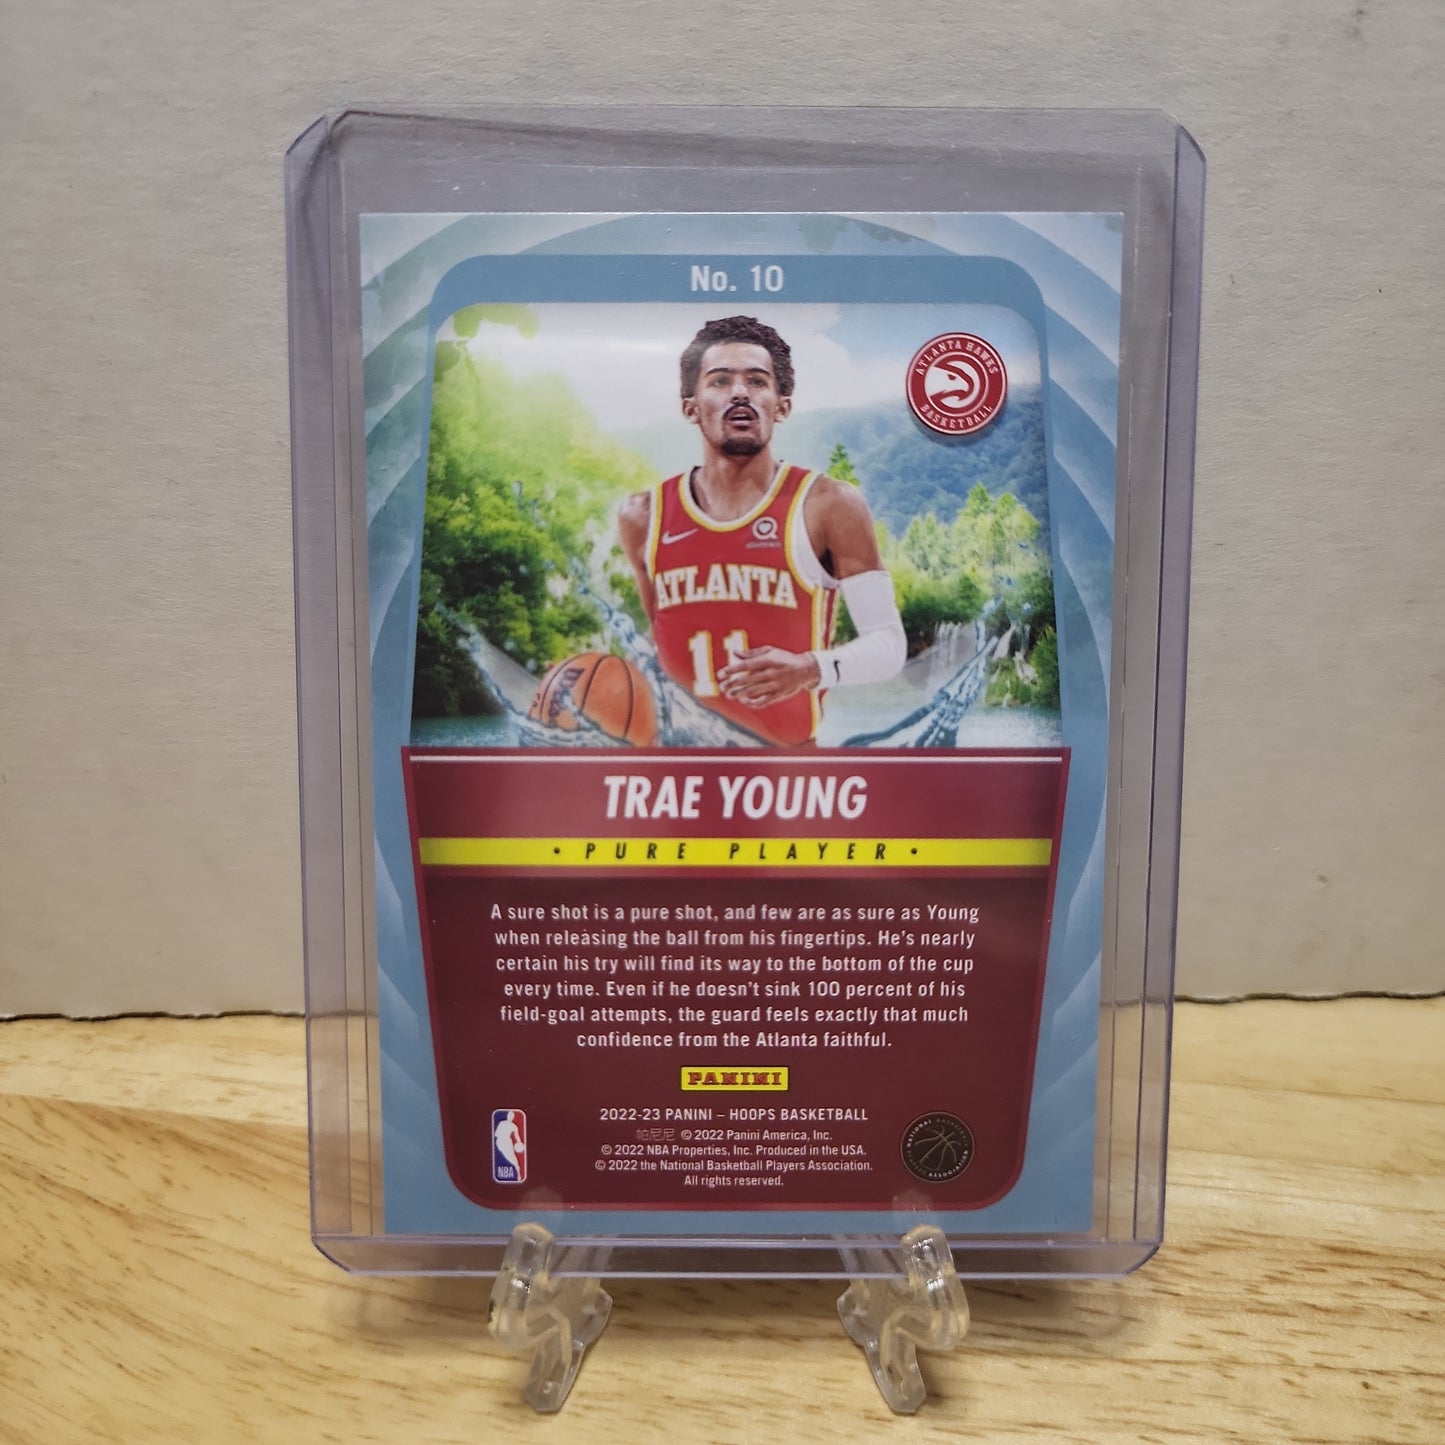 No. 10
ATLANTA HAWKS
BASKETBALL
ATLANTA
11
TRAE YOUNG
• PURE PLAYER •
A sure shot is a pure shot, and few are as sure as Young
when releasing the ball from his fingertips. He's nearly
certain his try will find its way to the bottom of the cup
every time. Even if he doesn't sink 100 percent of his
field-goal attempts, the guard feels exactly that much
confidence from the Atlanta faithful.
PANINI
2022-23 PANINI – HOOPS BASKETBALL
帕尼尼 © 2022 Panini America, Inc.
© 2022 NBA Properties, Inc. Produced in the USA.
© 2022 the National Basketball Players Association.
All rights reserved.
NBA
NATIONAL BASKETBALL
PLAYERS ASSOCIATION